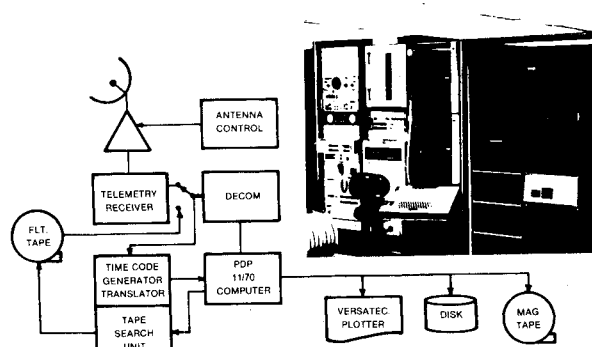 ANTENNA
CONTROL
TELEMETRY
RECEIVER
DECOM
FLT.
TAPE
TIME CODE
GENERATOR
TRANSLATOR
PDP
11/70
COMPUTER
TAPE
SEARCH
UNIT
VERSATEC
PLOTTER
DISK
MAG
TAPE